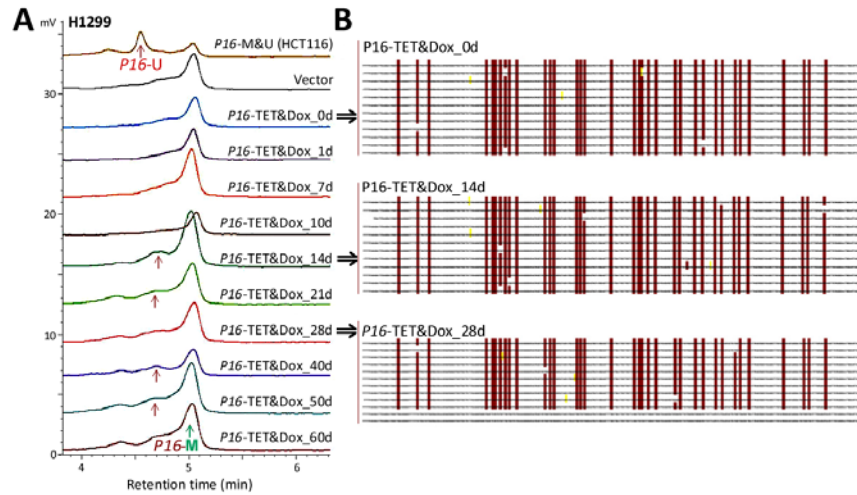 A
B
mV
H1299
P16-M&U (HCT116)
P16-U
Vector
P16-TET&Dox_0d
P16-TET&Dox_1d
P16-TET&Dox_7d
P16-TET&Dox_10d
P16-TET&Dox_14d
P16-TET&Dox_21d
P16-TET&Dox_28d
P16-TET&Dox_40d
P16-TET&Dox_50d
P16-TET&Dox_60d
P16-M
30
20
10
0
4 5 6
Retention time (min)
P16-TET&Dox_0d
P16-TET&Dox_14d
P16-TET&Dox_28d